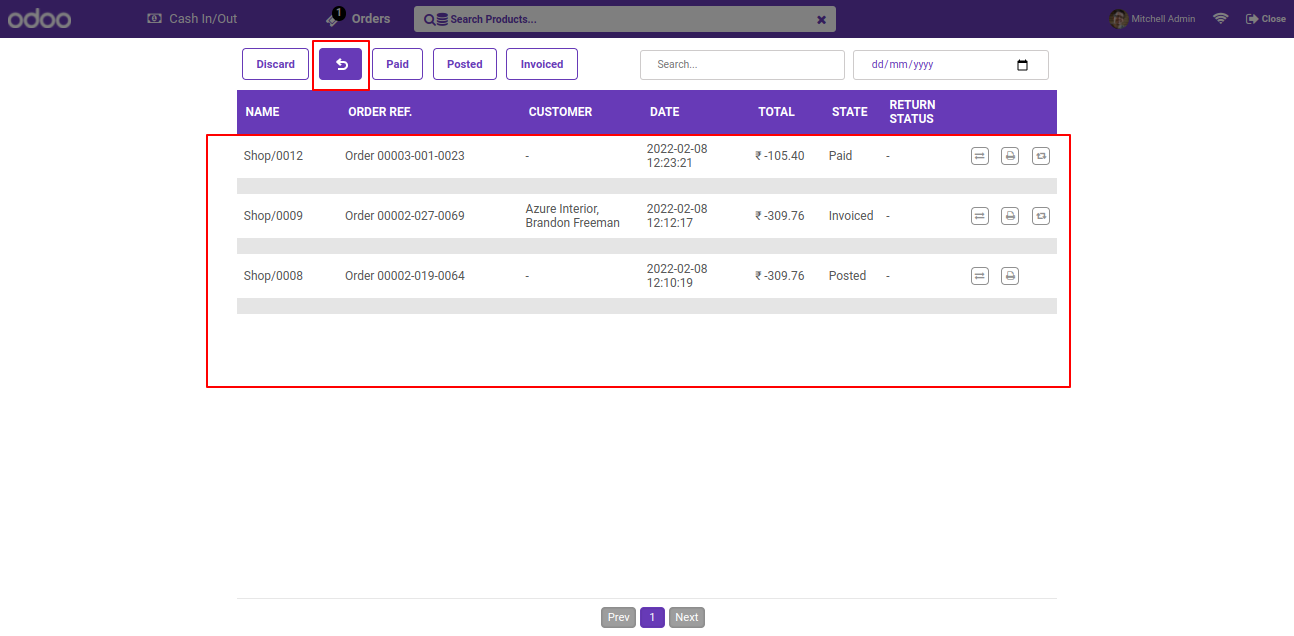 odoo Cash In/Out 1 Orders Search Products... Mitchell Admin Close
Discard Paid Posted Invoiced Search... dd/mm/yyyy
NAME ORDER REF. CUSTOMER DATE TOTAL STATE RETURN
STATUS
Shop/0012 Order 00003-001-0023 - 2022-02-08 ₹ -105.40 Paid -
12:23:21
Shop/0009 Order 00002-027-0069 Azure Interior, 2022-02-08 ₹ -309.76 Invoiced -
Brandon Freeman 12:12:17
Shop/0008 Order 00002-019-0064 - 2022-02-08 ₹ -309.76 Posted -
12:10:19
Prev 1 Next